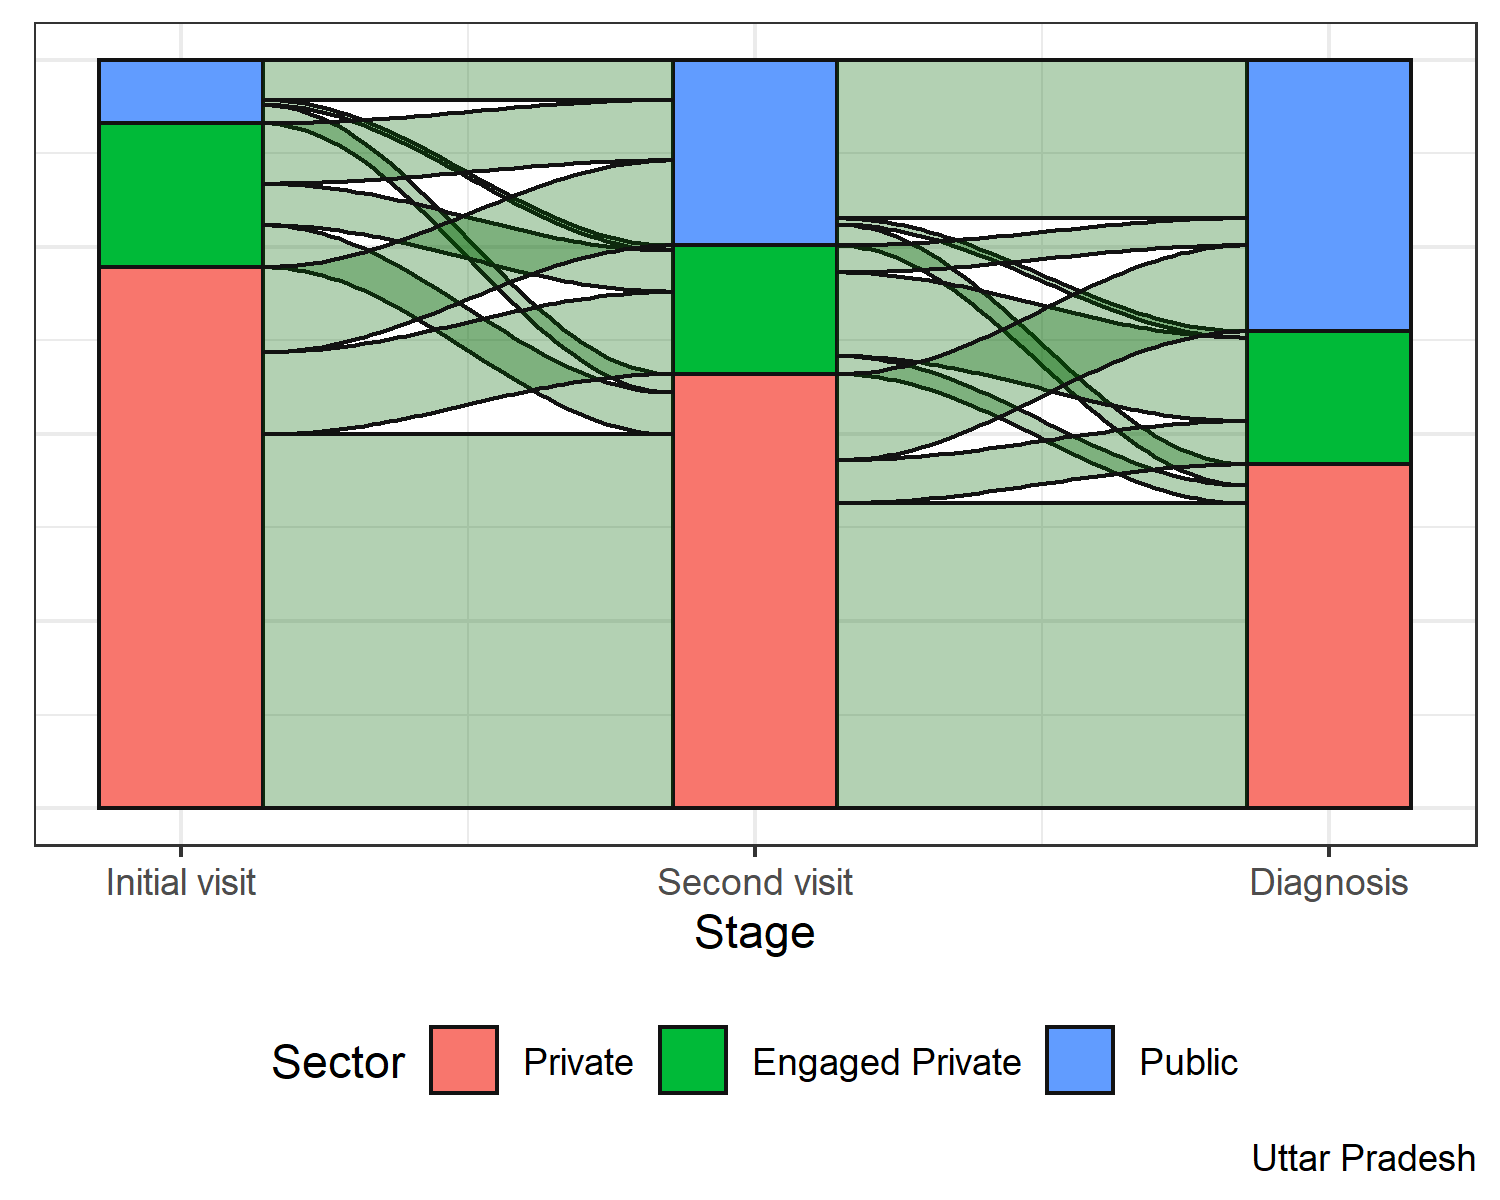 Initial visit Second visit Diagnosis
Stage
Sector Private Engaged Private Public
Uttar Pradesh